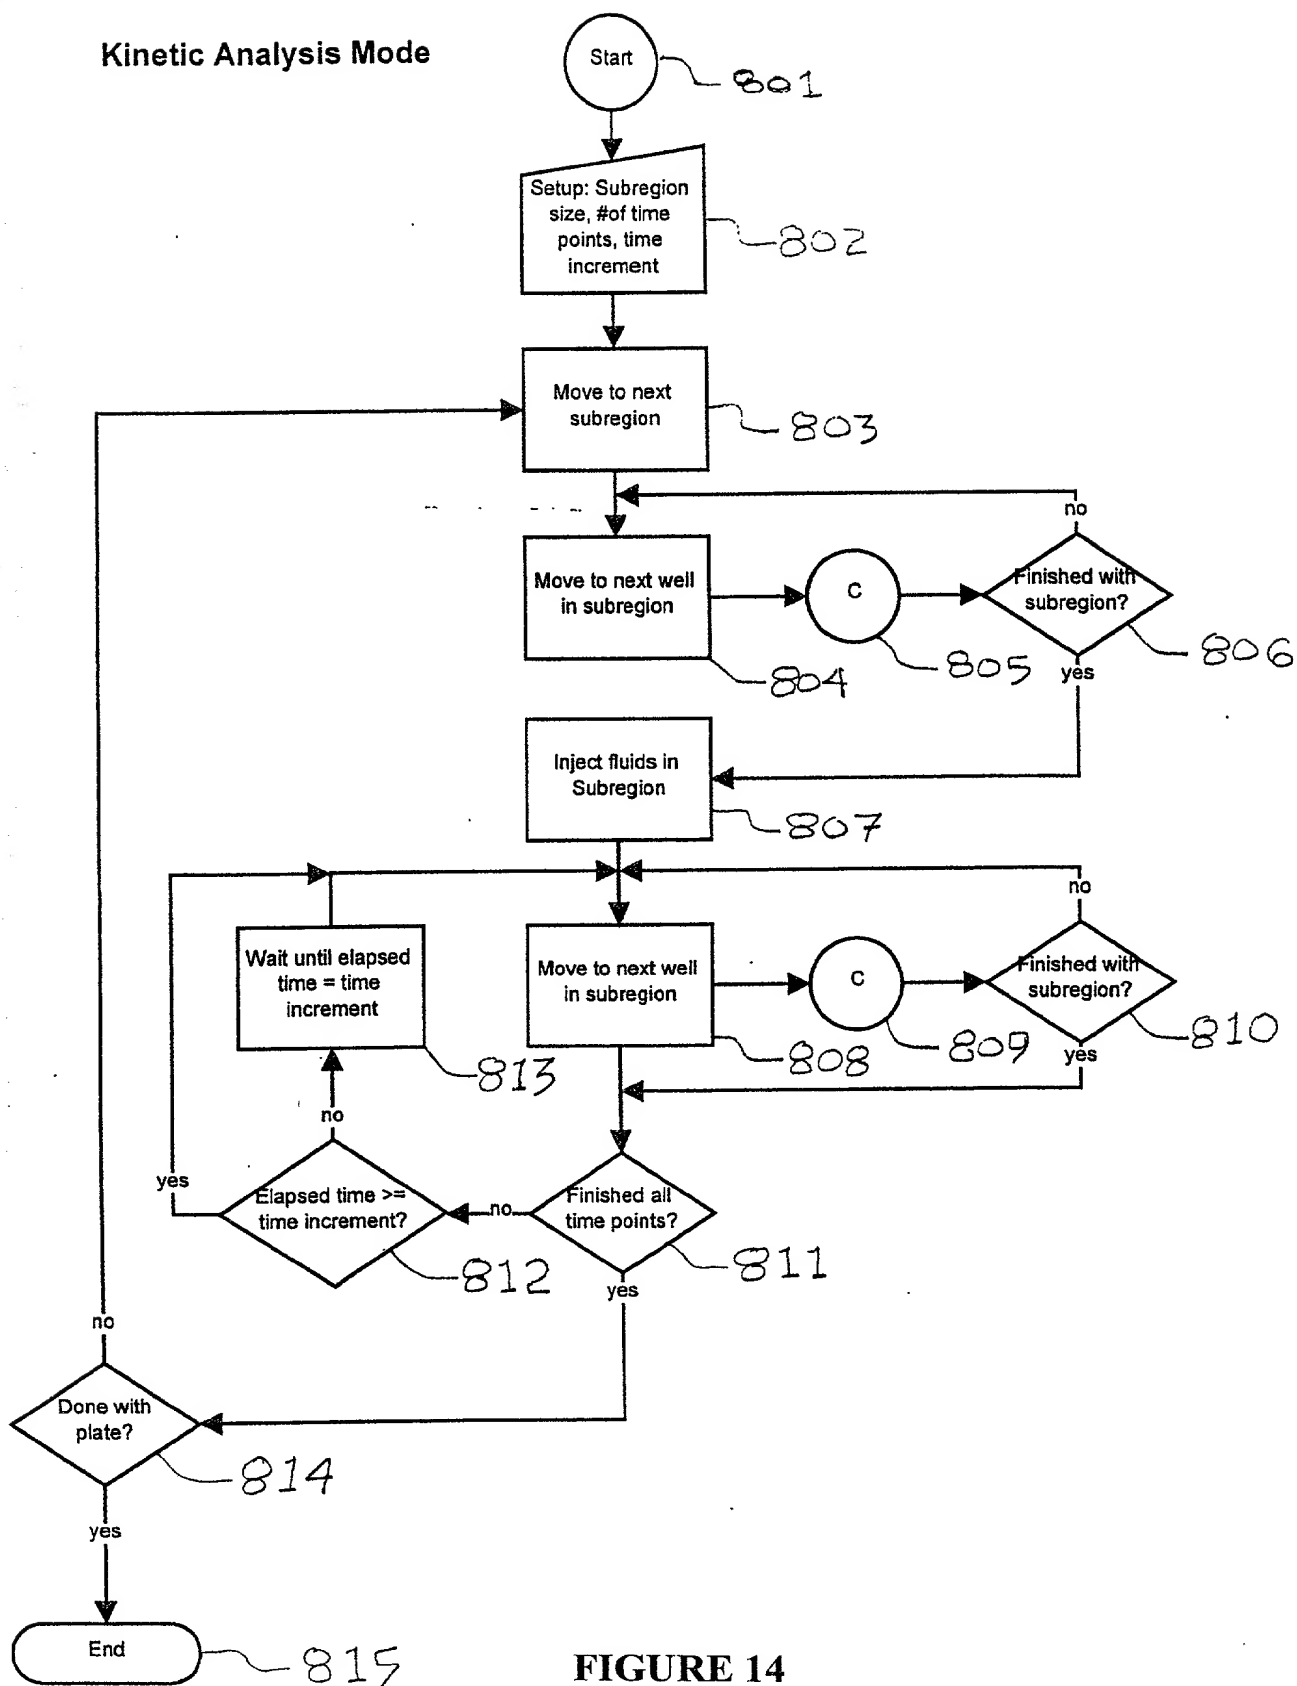 Kinetic Analysis Mode
Start
801
Setup: Subregion
size, #of time
points, time
increment
802
Move to next
subregion
803
no
Move to next well
in subregion
804
C
805
Finished with
subregion?
806
yes
Inject fluids in
Subregion
807
no
Wait until elapsed
time = time
increment
813
Move to next well
in subregion
808
C
809
Finished with
subregion?
810
yes
no
yes
Elapsed time >=
time increment?
812
no
Finished all
time points?
811
yes
no
Done with
plate?
814
yes
End
815
FIGURE 14